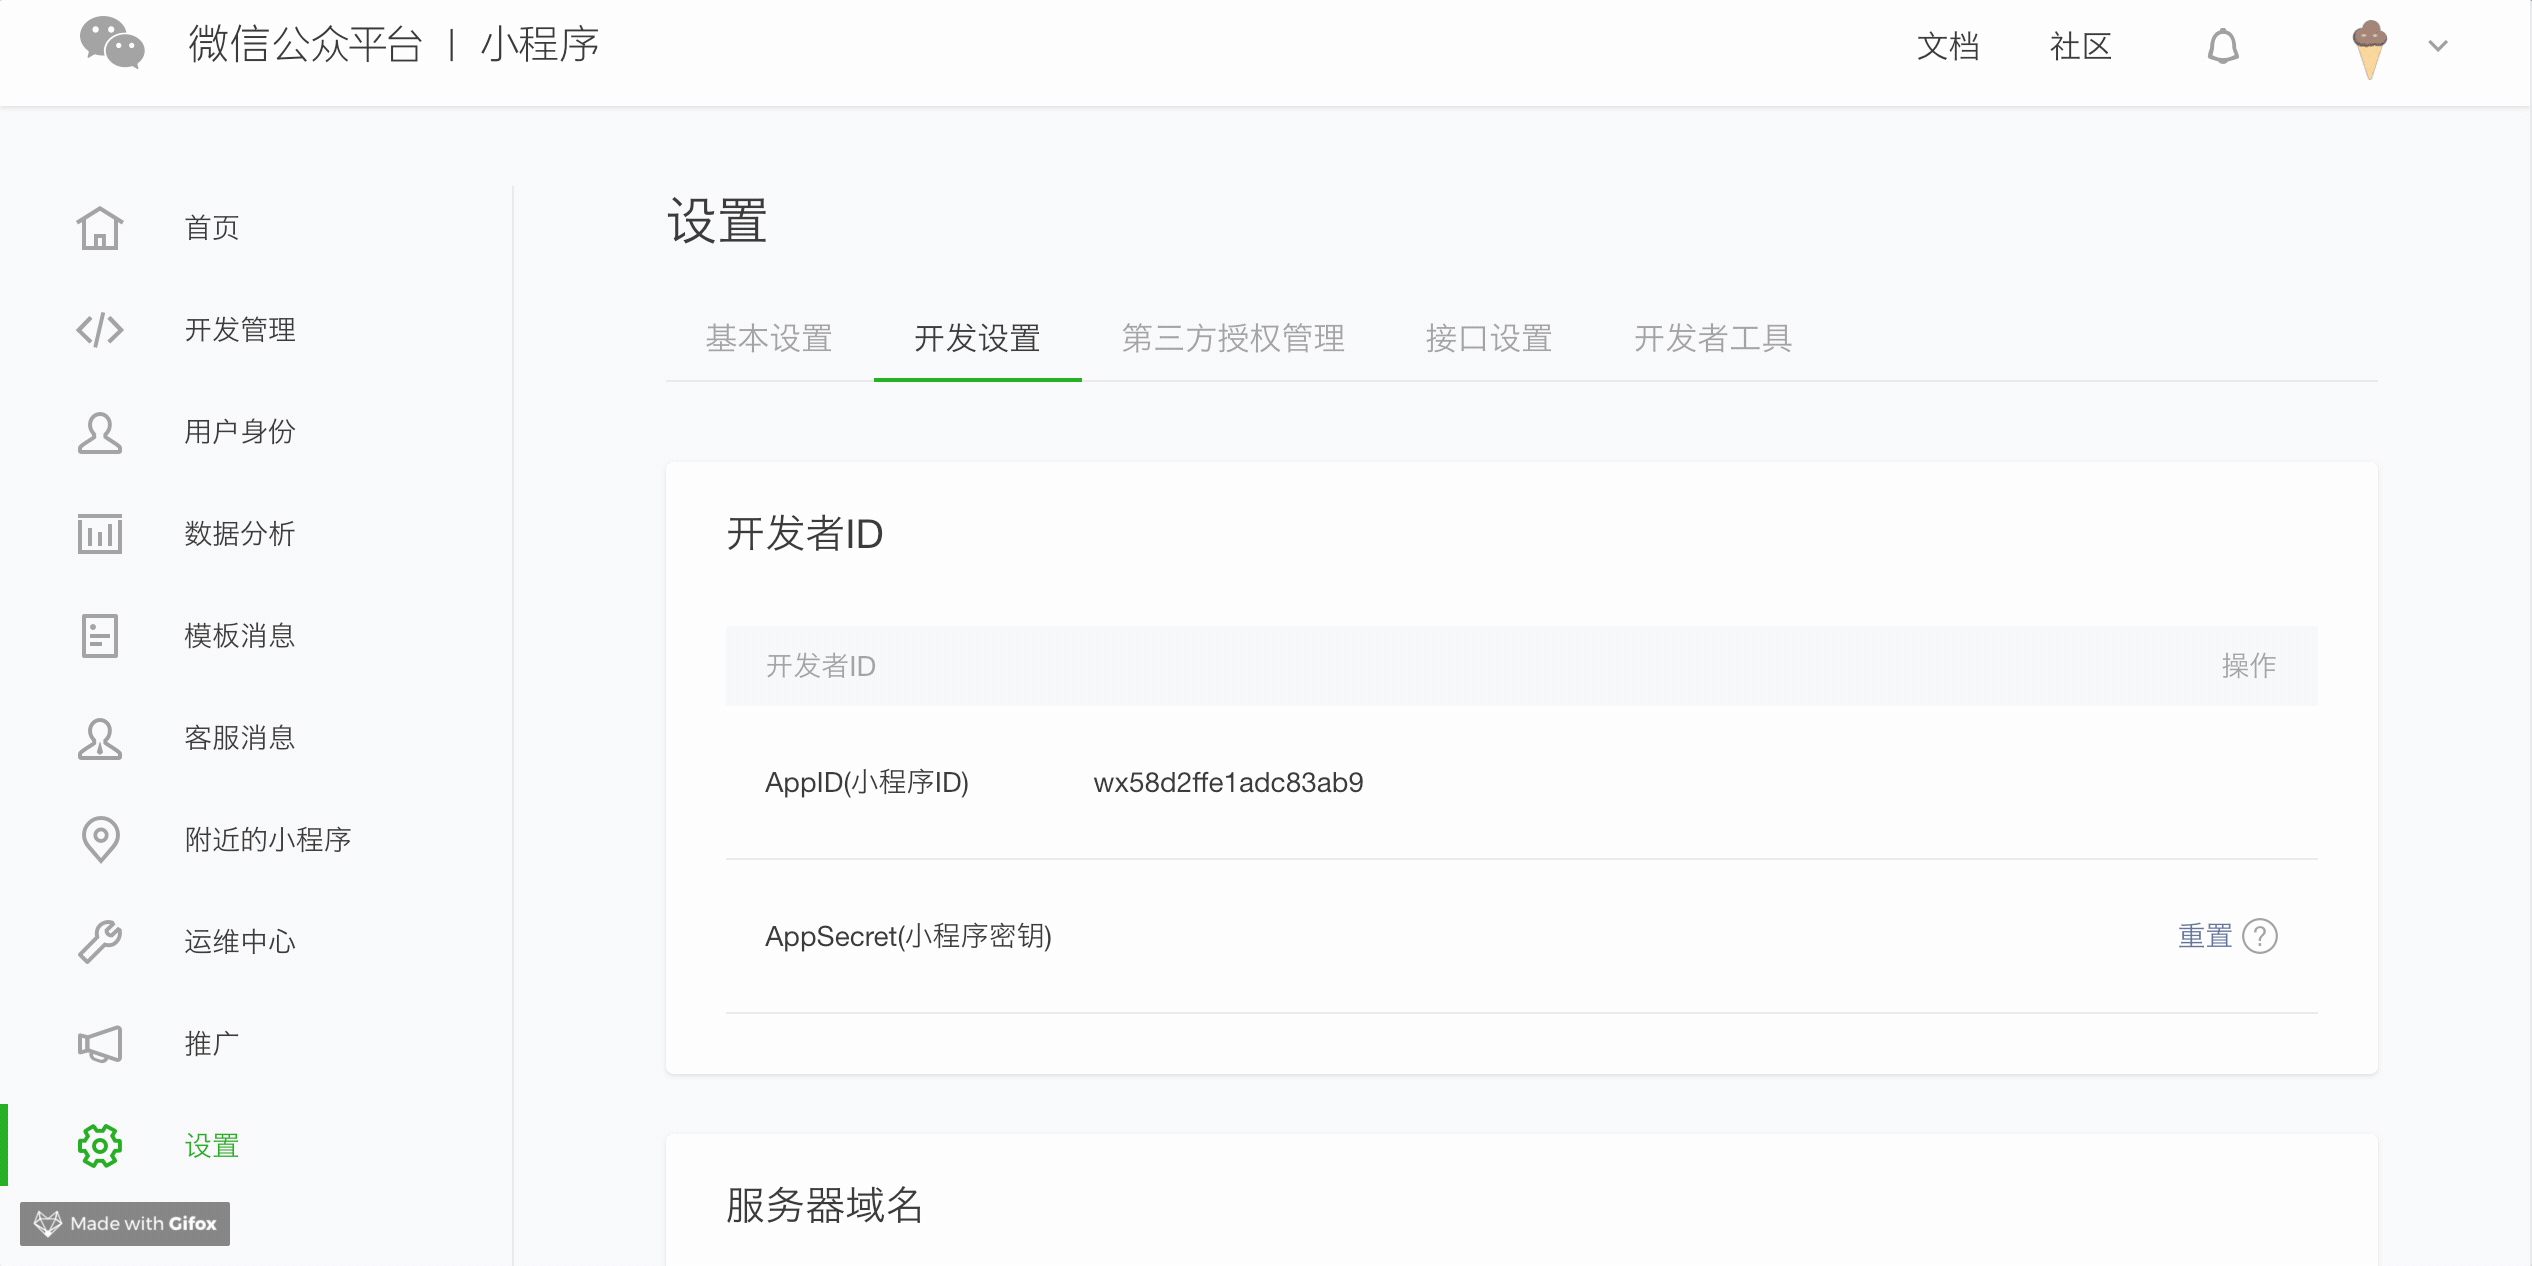 微信公众平台 | 小程序
文档
社区
首页
开发管理
用户身份
数据分析
模板消息
客服消息
附近的小程序
运维中心
推广
设置
设置
基本设置
开发设置
第三方授权管理
接口设置
开发者工具
开发者ID
开发者ID
操作
AppID(小程序ID)
wx58d2ffe1adc83ab9
AppSecret(小程序密钥)
重置 ?
服务器域名
Made with Gifox